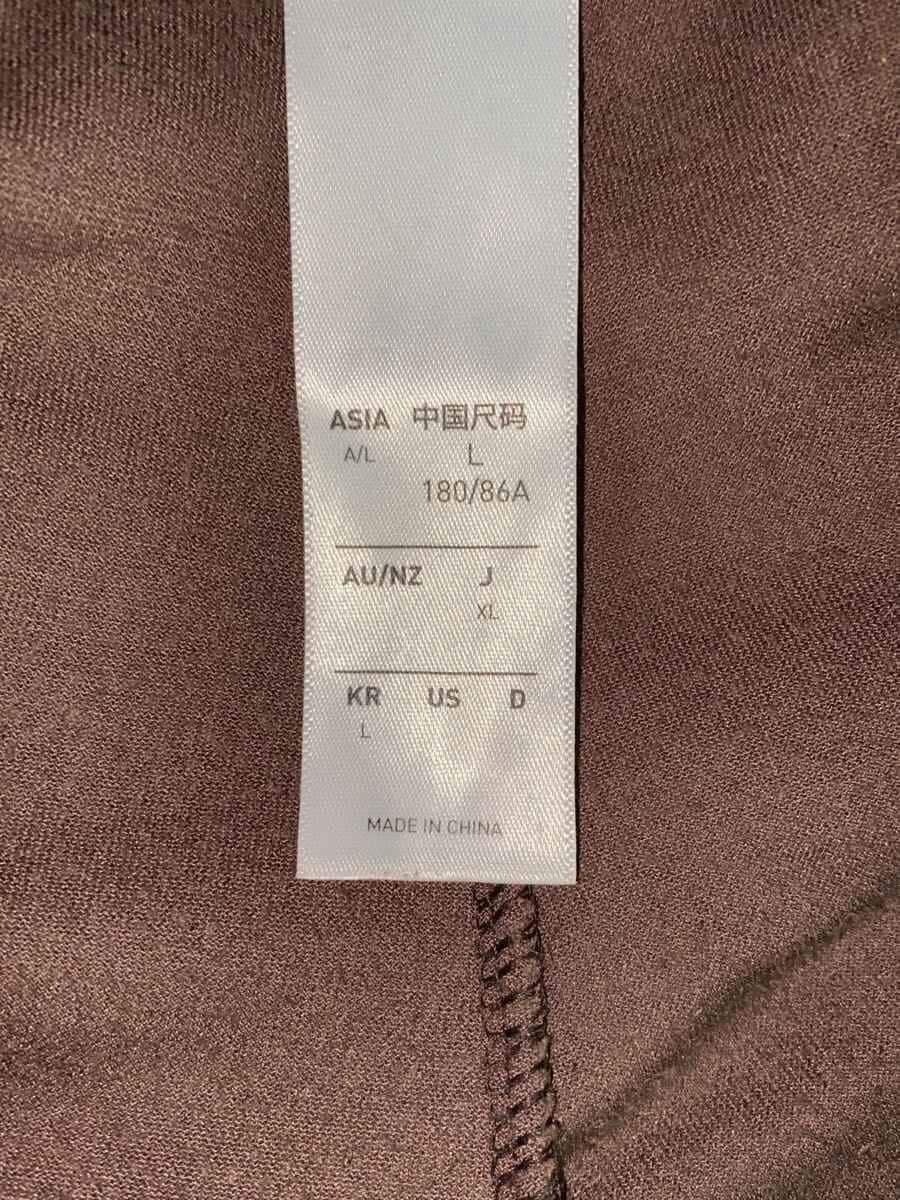 ASIA 中国尺码
A/L L
180/86A
AU/NZ J
XL
KR US D
L
MADE IN CHINA